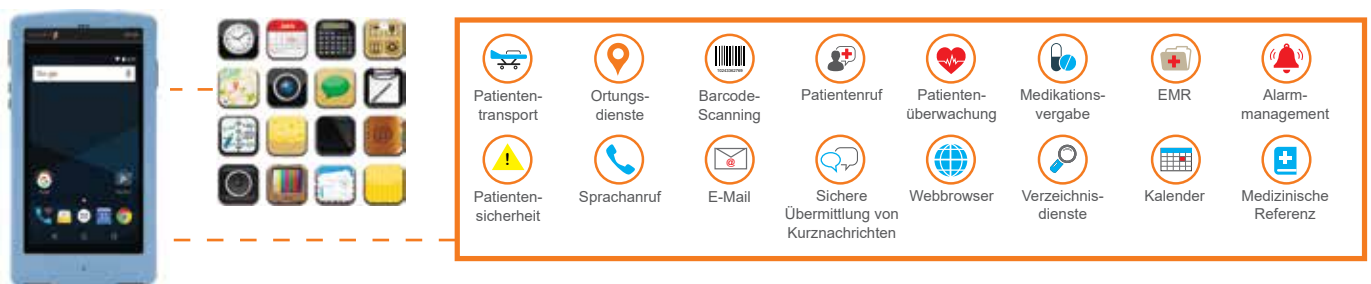 Google
Patienten-
transport
Ortungs-
dienste
Barcode-
Scanning
Patientenruf
Patienten-
überwachung
Medikations-
vergabe
EMR
Alarm-
management
Patienten-
sicherheit
Sprachanruf
E-Mail
Sichere
Übermittlung von
Kurznachrichten
Webbrowser
Verzeichnis-
dienste
Kalender
Medizinische
Referenz